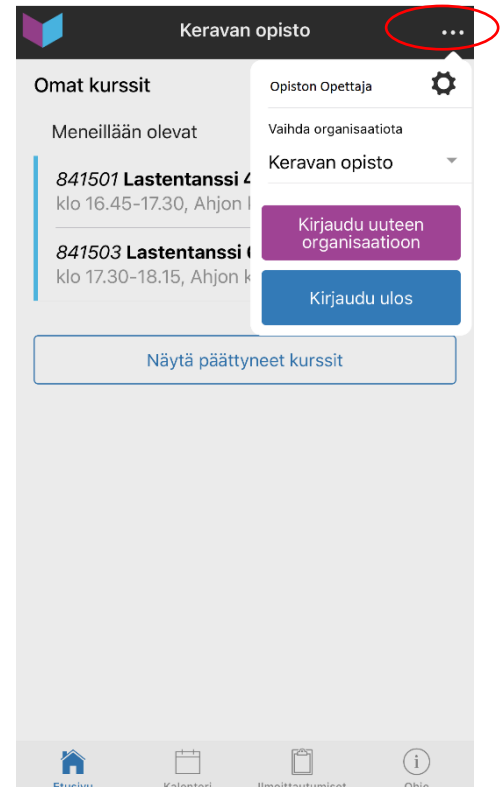 Keravan opisto
Omat kurssit
Opiston Opettaja
Meneillään olevat
Vaihda organisaatiota
Keravan opisto
841501 Lastentanssi 4
klo 16.45-17.30, Ahjon
Kirjaudu uuteen
organisaatioon
841503 Lastentanssi
klo 17.30-18.15, Ahjon
Kirjaudu ulos
Näytä päättyneet kurssit
Etusivu
Kalenteri
Ilmoittautumiset
Ohje